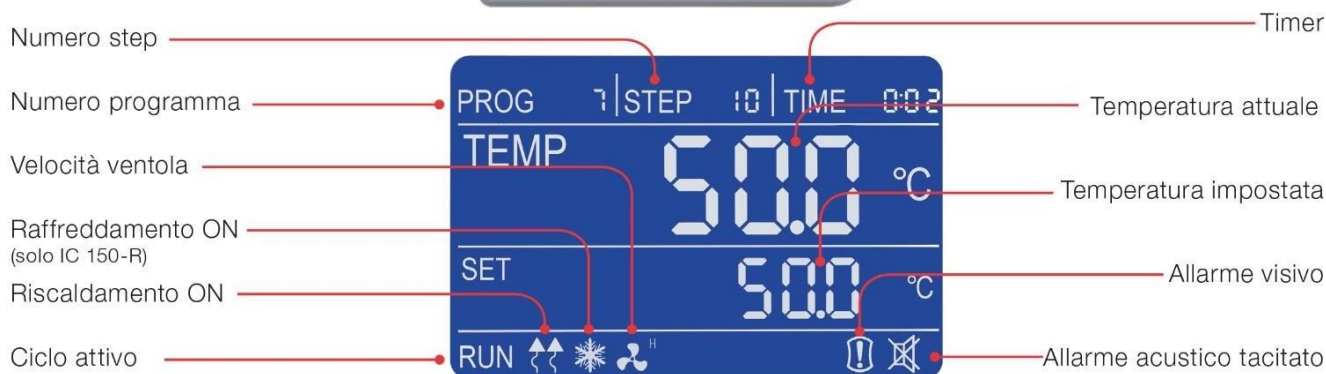 Numero step
Timer
Numero programma
PROG 7 STEP 10 TIME 0:02
Temperatura attuale
Velocità ventola
TEMP 50.0 °C
Temperatura impostata
Raffreddamento ON
(solo IC 150-R)
SET 50.0 °C
Riscaldamento ON
Allarme visivo
Ciclo attivo
RUN H
Allarme acustico tacitato